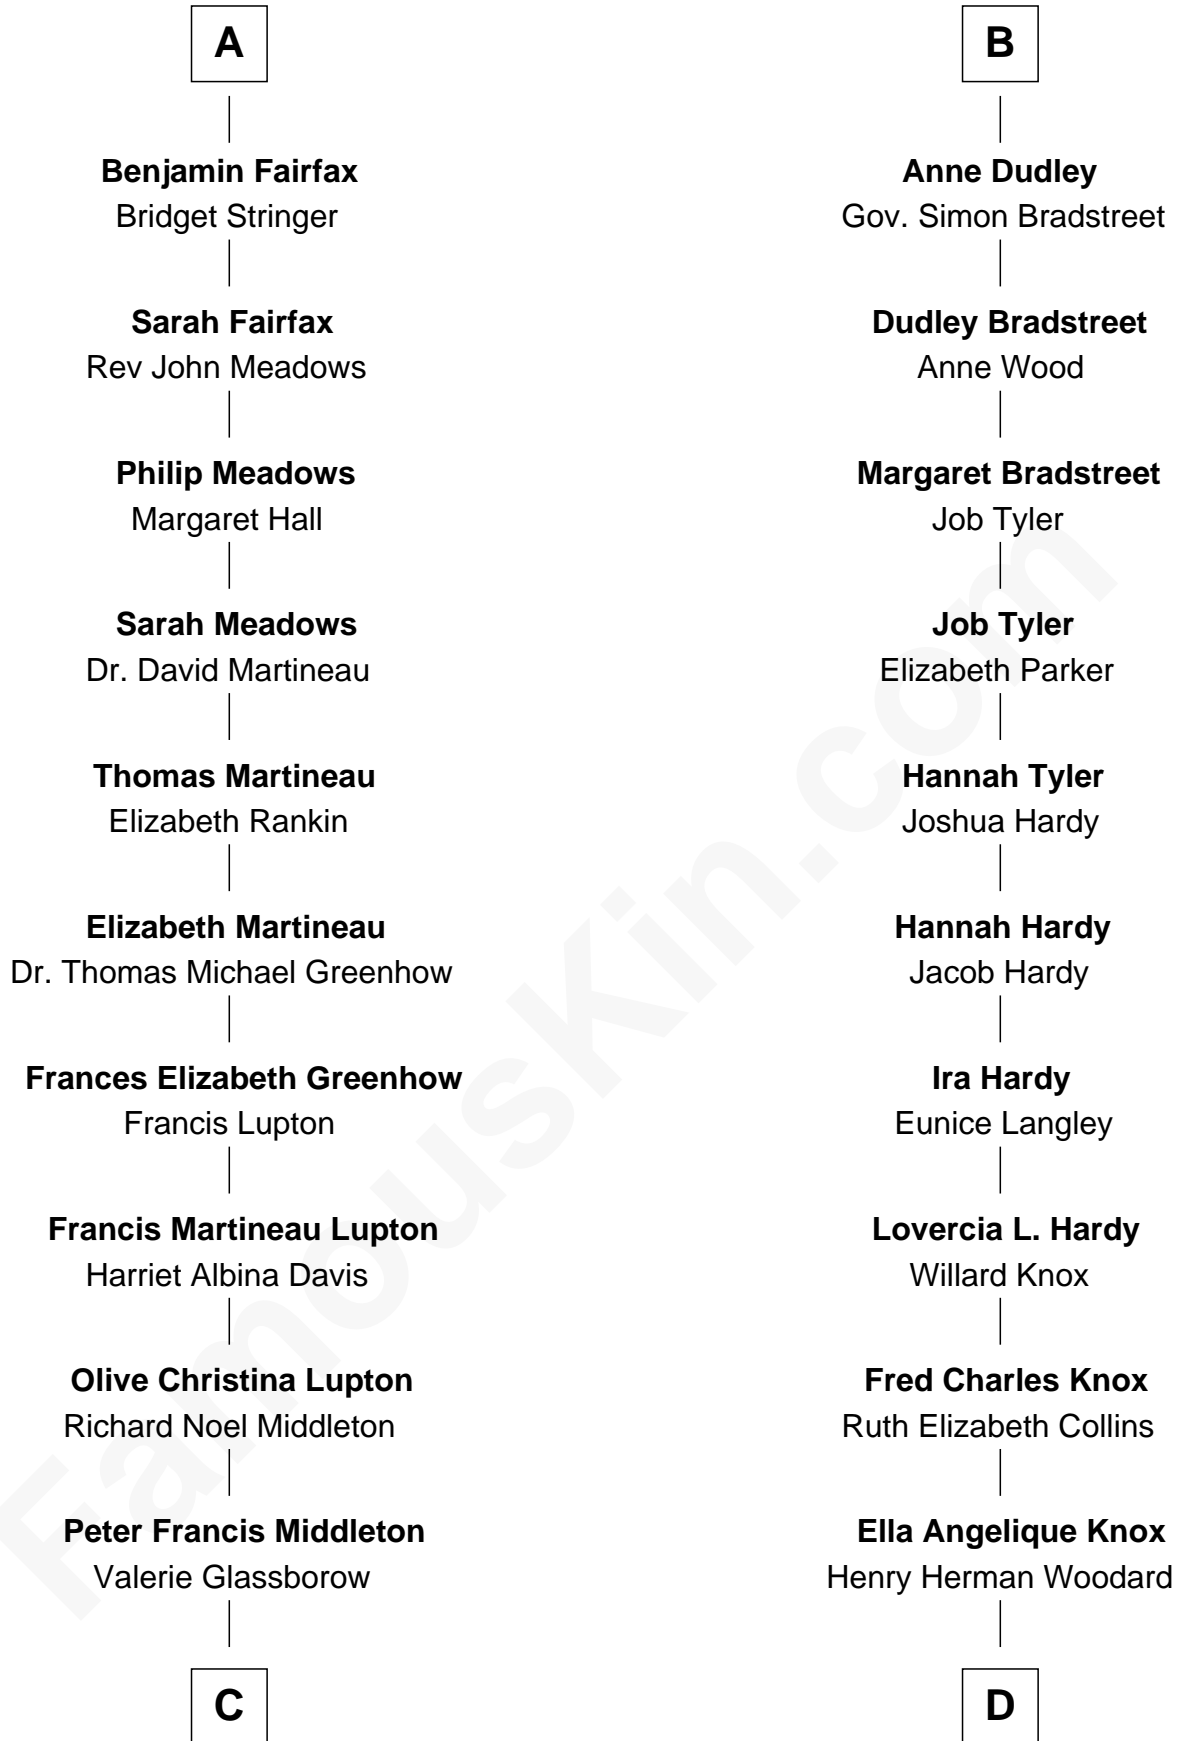 A
Benjamin Fairfax
Bridget Stringer
Sarah Fairfax
Rev John Meadows
Philip Meadows
Margaret Hall
Sarah Meadows
Dr. David Martineau
Thomas Martineau
Elizabeth Rankin
Elizabeth Martineau
Dr. Thomas Michael Greenhow
Frances Elizabeth Greenhow
Francis Lupton
Francis Martineau Lupton
Harriet Albina Davis
Olive Christina Lupton
Richard Noel Middleton
Peter Francis Middleton
Valerie Glassborow
C
B
Anne Dudley
Gov. Simon Bradstreet
Dudley Bradstreet
Anne Wood
Margaret Bradstreet
Job Tyler
Job Tyler
Elizabeth Parker
Hannah Tyler
Joshua Hardy
Hannah Hardy
Jacob Hardy
Ira Hardy
Eunice Langley
Lovercia L. Hardy
Willard Knox
Fred Charles Knox
Ruth Elizabeth Collins
Ella Angelique Knox
Henry Herman Woodard
D
FamousKin.com